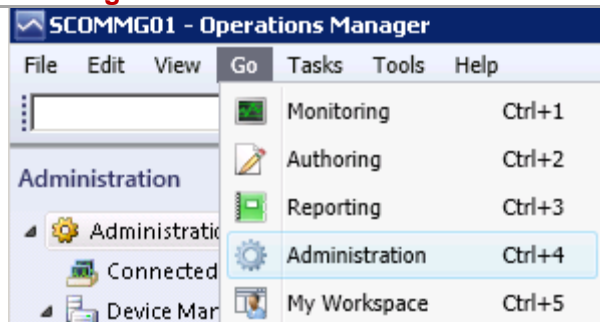 SCOMMG01 - Operations Manager
File Edit View Go Tasks Tools Help
Monitoring Ctrl+1
Authoring Ctrl+2
Administration
Reporting Ctrl+3
Administratio
Administration Ctrl+4
Connected
My Workspace Ctrl+5
Device Mar